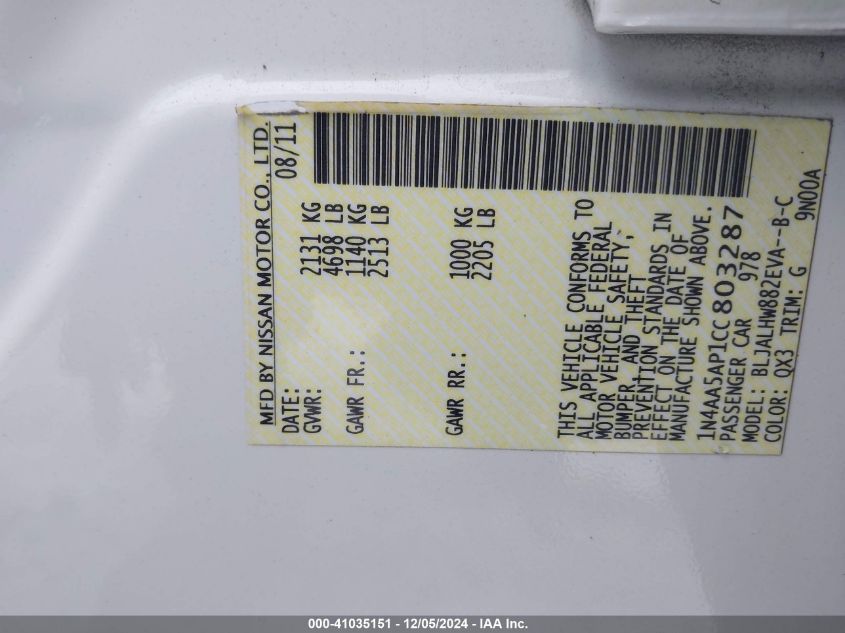 MFD BY NISSAN MOTOR CO., LTD.
DATE: 08/11
GVWR: 2131 KG
4698 LB
GAWR FR.: 1140 KG
2513 LB
GAWR RR.: 1000 KG
2205 LB
THIS VEHICLE CONFORMS TO
ALL APPLICABLE FEDERAL
MOTOR VEHICLE SAFETY,
BUMPER, AND THEFT
PREVENTION STANDARDS IN
EFFECT ON THE DATE OF
MANUFACTURE SHOWN ABOVE.
1N4AA5AP1CC803287
PASSENGER CAR 978
MODEL: BLJALHW882EVA--B-C
COLOR: QX3 TRIM: G 9N00A
000-41035151 - 12/05/2024 - IAA Inc.